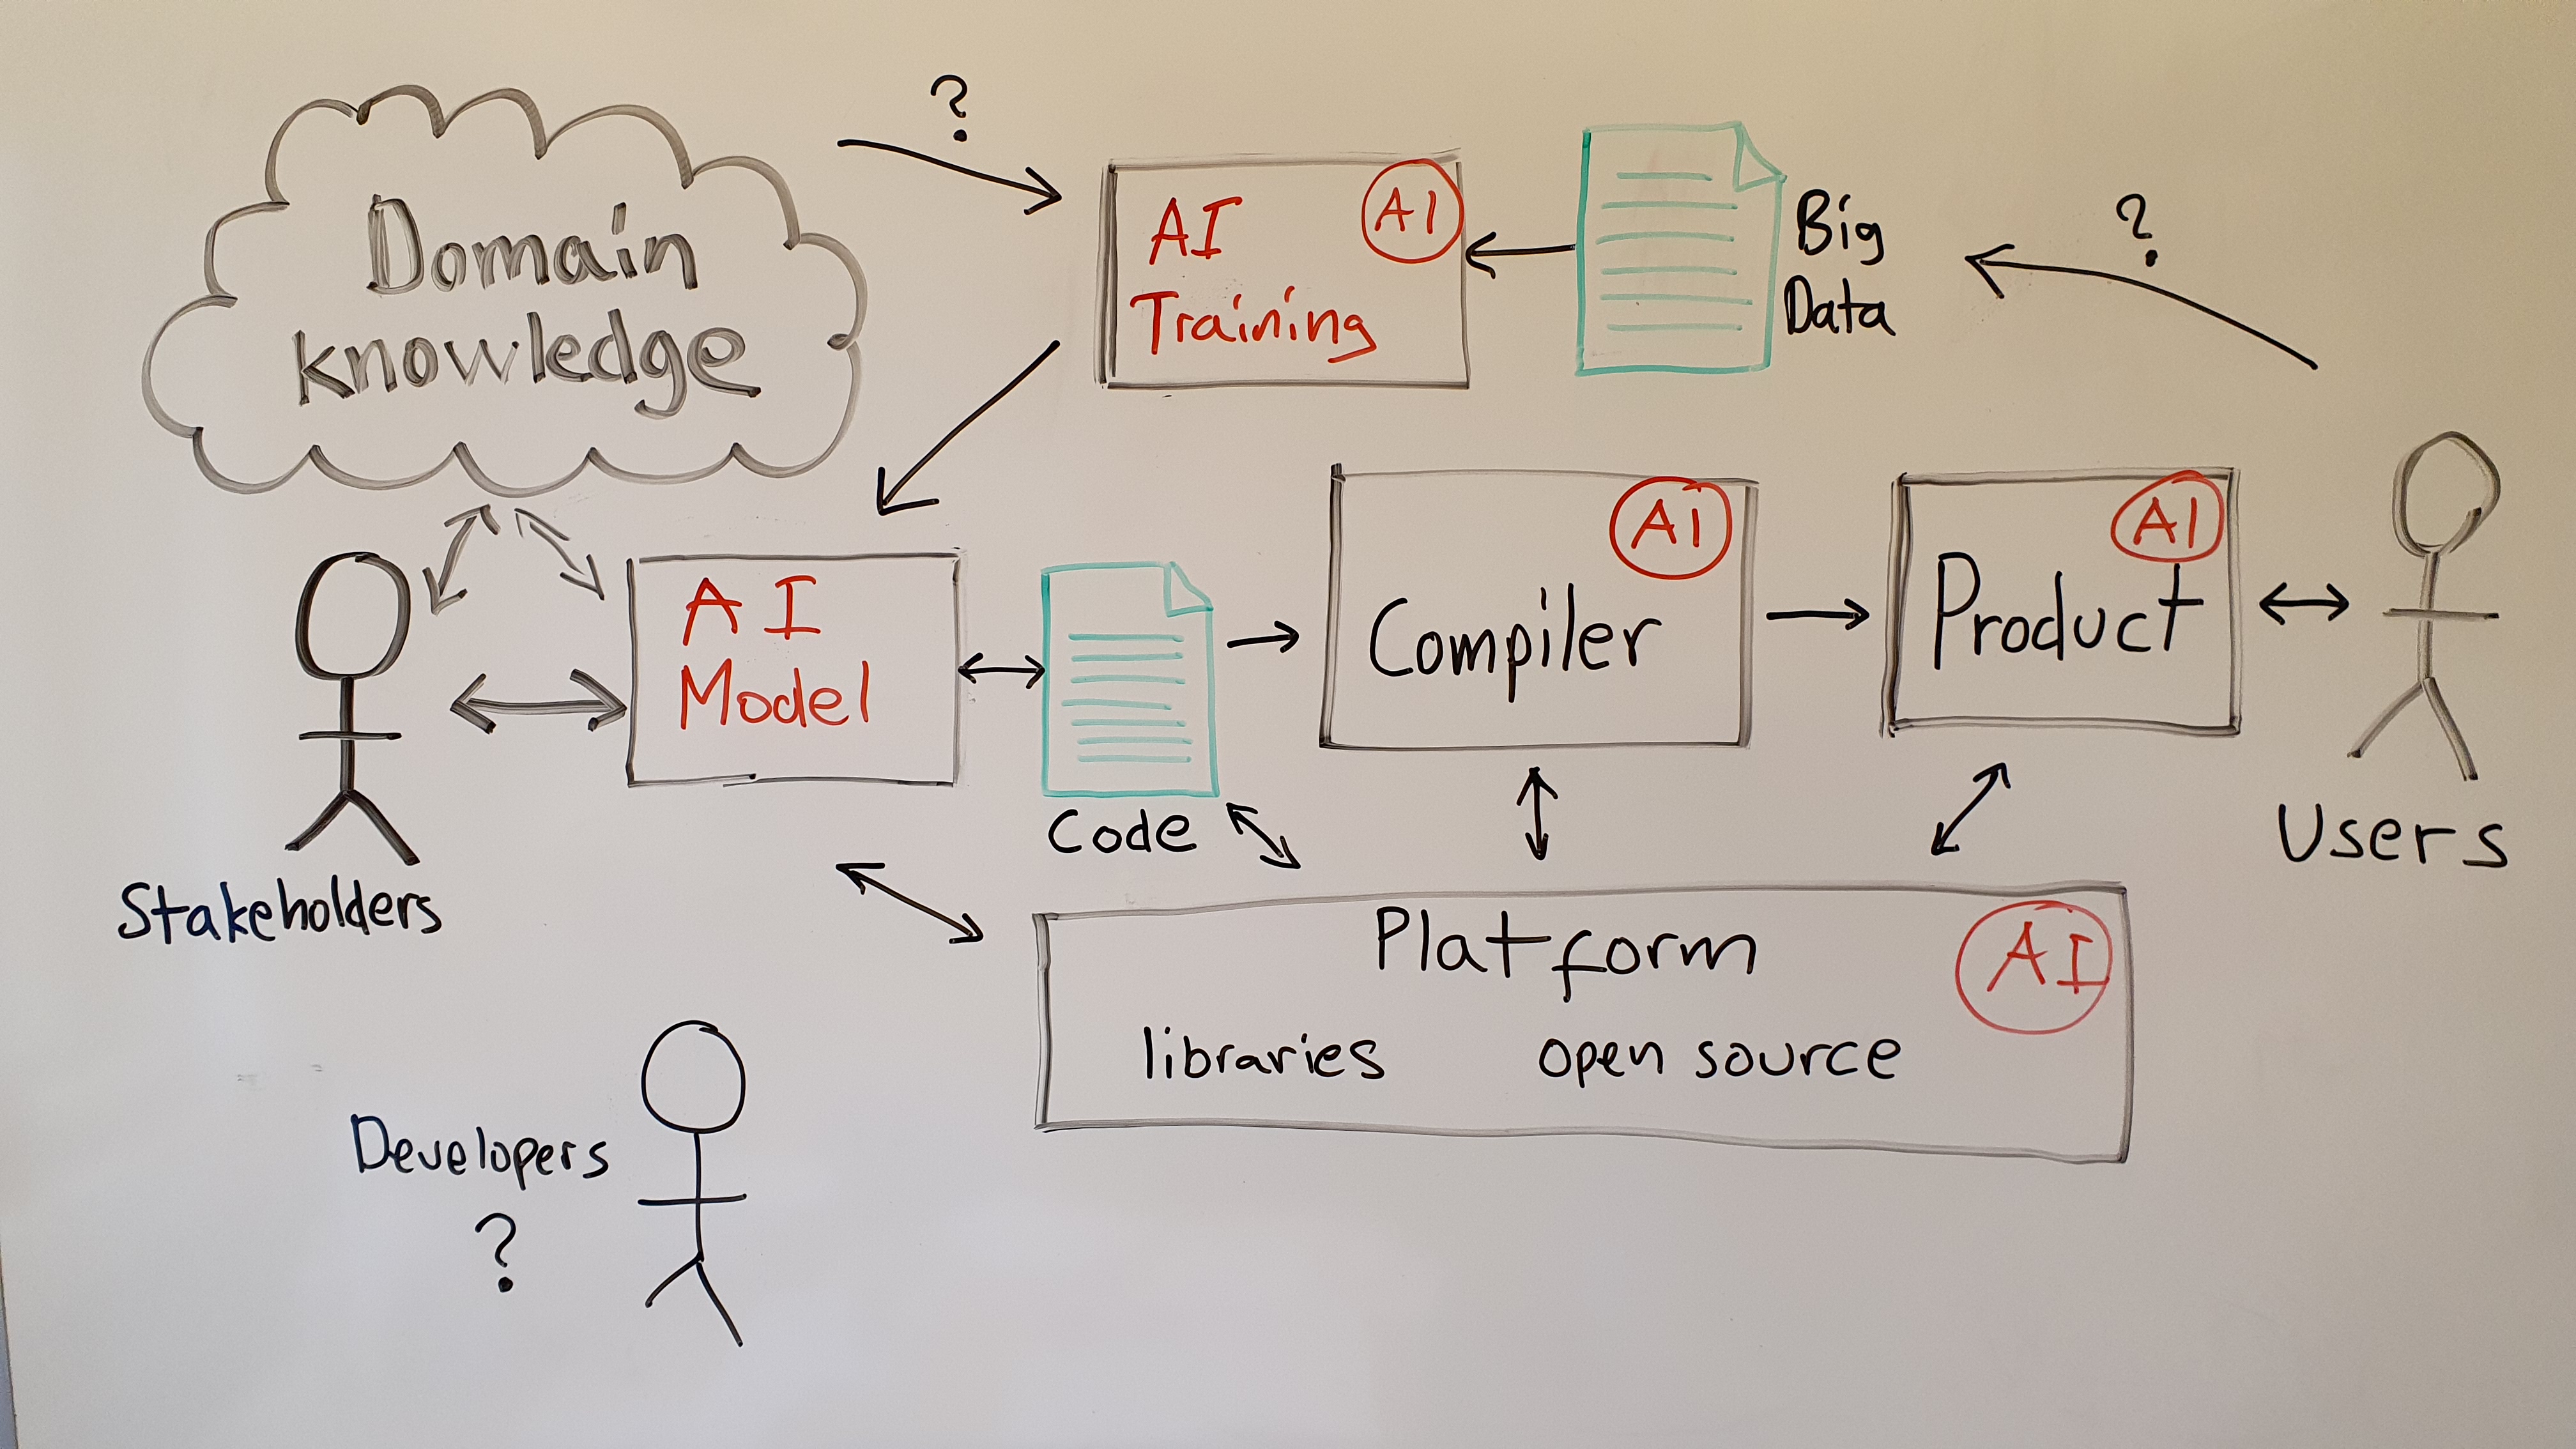 ?
Domain
knowledge
AI
Training
AI
Big
Data
?
Stakeholders
AI
Model
Code
Compiler
Ai
Product
AI
Users
Platform
AI
libraries open source
Developers
?